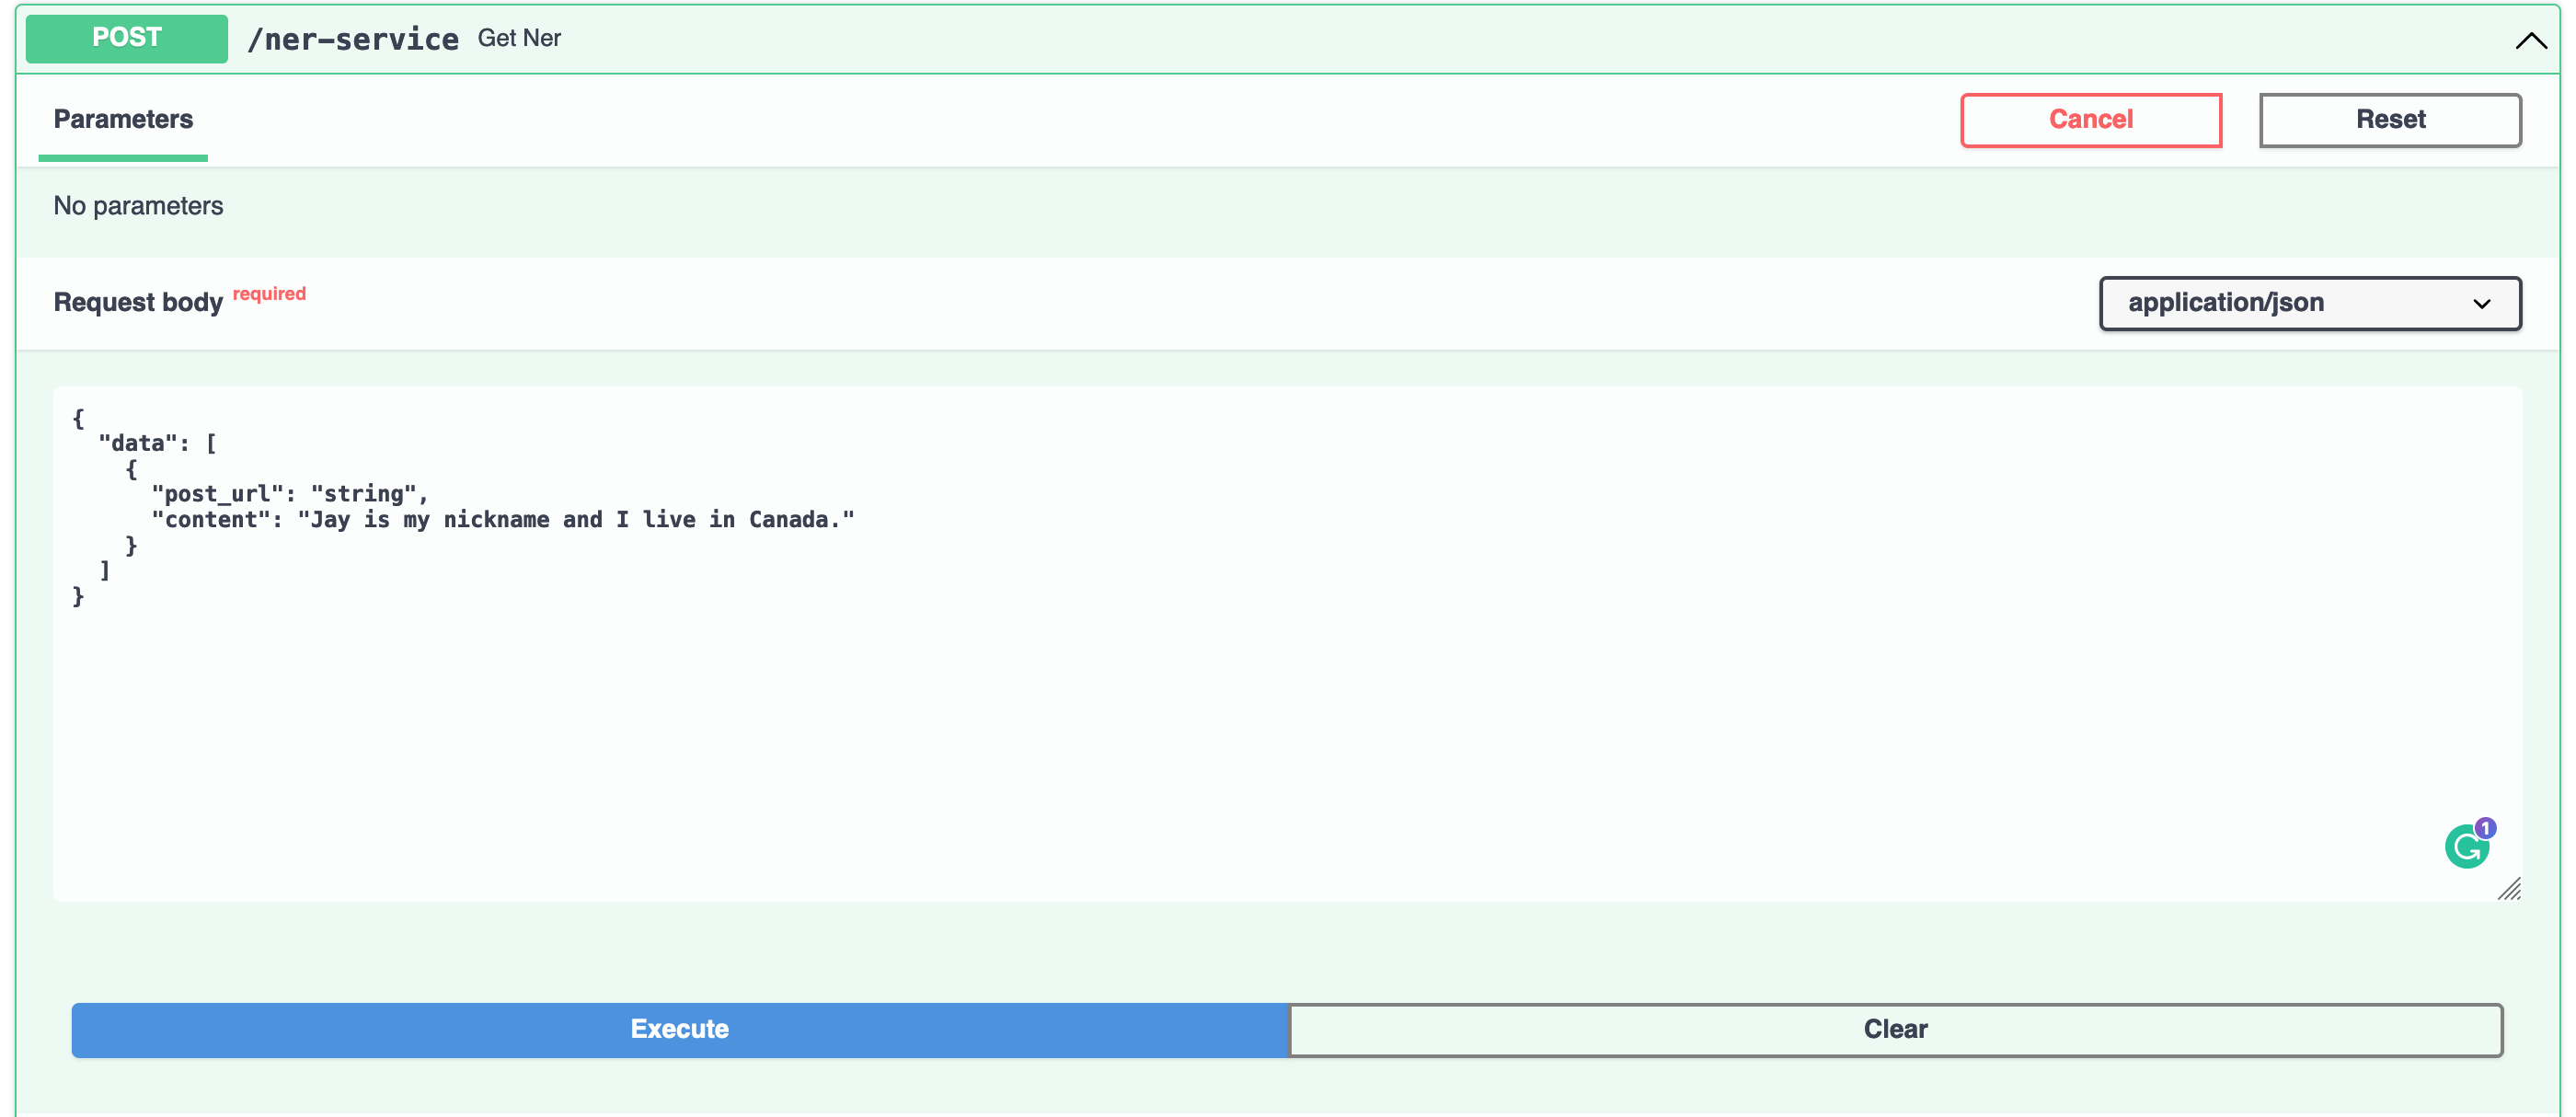 POST /ner-service Get Ner
Parameters
Cancel
Reset
No parameters
Request body required
application/json
{
  "data": [
    {
      "post_url": "string",
      "content": "Jay is my nickname and I live in Canada."
    }
  ]
}
1
Execute
Clear